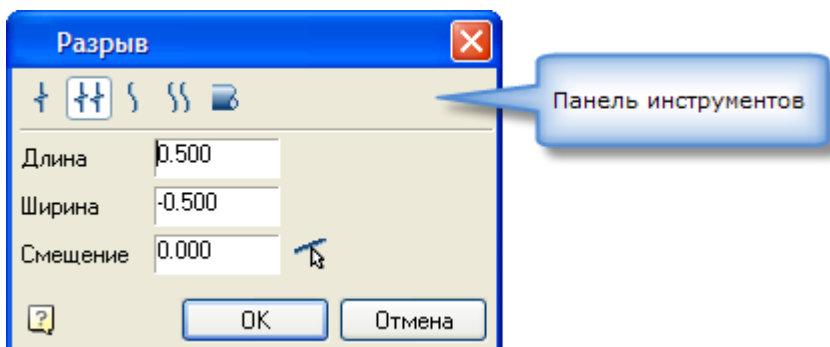 Разрыв
Панель инструментов
Длина 0.500
Ширина -0.500
Смещение 0.000
?
OK Отмена